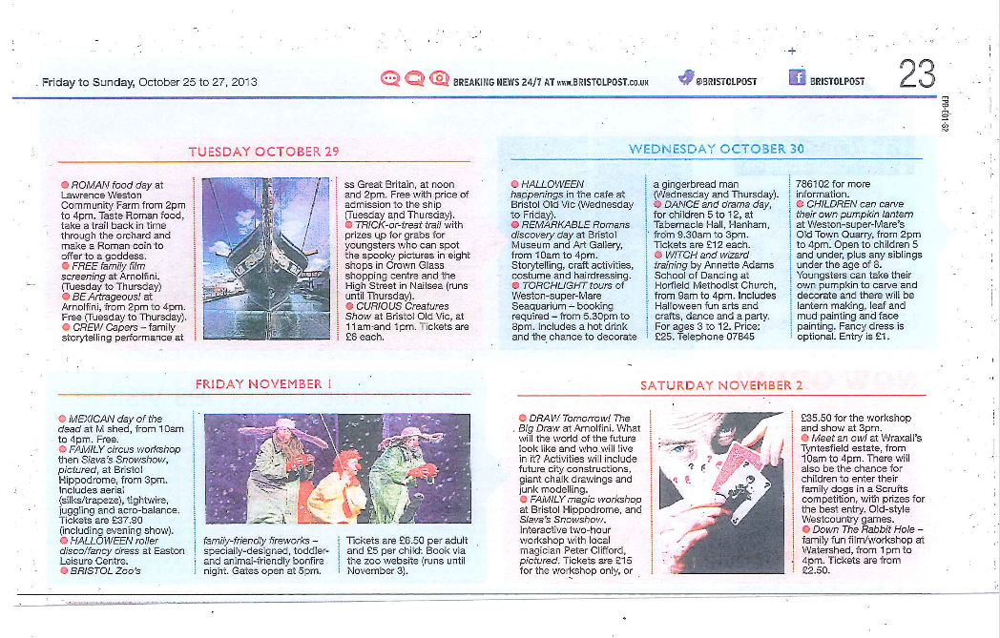 Friday to Sunday, October 25 to 27, 2013
BREAKING NEWS 24/7 AT www.BRISTOLPOST.CO.UK
@BRISTOLPOST
f BRISTOLPOST
23
EPB-E01-S2
TUESDAY OCTOBER 29
● ROMAN food day at
Lawrence Weston
Community Farm from 2pm
to 4pm. Taste Roman food,
take a trail back in time
through the orchard and
make a Roman coin to
offer to a goddess.
● FREE family film
screening at Arnolfini.
(Tuesday to Thursday)
● BE Artrageous! at
Arnolfini, from 2pm to 4pm.
Free (Tuesday to Thursday).
● CREW Capers – family
storytelling performance at
ss Great Britain, at noon
and 2pm. Free with price of
admission to the ship
(Tuesday and Thursday).
● TRICK-or-treat trail with
prizes up for grabs for
youngsters who can spot
the spooky pictures in eight
shops in Crown Glass
shopping centre and the
High Street in Nailsea (runs
until Thursday).
● CURIOUS Creatures
Show at Bristol Old Vic, at
11am and 1pm. Tickets are
£6 each.
WEDNESDAY OCTOBER 30
● HALLOWEEN
happenings in the cafe at
Bristol Old Vic (Wednesday
to Friday).
● REMARKABLE Romans
discovery day at Bristol
Museum and Art Gallery,
from 10am to 4pm.
Storytelling, craft activities,
costume and hairdressing.
● TORCHLIGHT tours of
Weston-super-Mare
Seaquarium – booking
required – from 5.30pm to
8pm. Includes a hot drink
and the chance to decorate
a gingerbread man
(Wednesday and Thursday).
● DANCE and drama day,
for children 5 to 12, at
Tabernacle Hall, Hanham,
from 9.30am to 3pm.
Tickets are £12 each.
● WITCH and wizard
training by Annette Adams
School of Dancing at
Horfield Methodist Church,
from 9am to 4pm. Includes
Halloween fun arts and
crafts, dance and a party.
For ages 3 to 12. Price:
£25. Telephone 07845
786102 for more
information.
● CHILDREN can carve
their own pumpkin lantern
at Weston-super-Mare's
Old Town Quarry, from 2pm
to 4pm. Open to children 5
and under, plus any siblings
under the age of 8.
Youngsters can take their
own pumpkin to carve and
decorate and there will be
lantern making, leaf and
mud painting and face
painting. Fancy dress is
optional. Entry is £1.
FRIDAY NOVEMBER 1
● MEXICAN day of the
dead at M shed, from 10am
to 4pm. Free.
● FAMILY circus workshop
then Slava's Snowshow,
pictured, at Bristol
Hippodrome, from 3pm.
Includes aerial
(silks/trapeze), tightwire,
juggling and acro-balance.
Tickets are £37.90
(including evening show).
● HALLOWEEN roller
disco/fancy dress at Easton
Leisure Centre.
● BRISTOL Zoo's
family-friendly fireworks –
specially-designed, toddler-
and animal-friendly bonfire
night. Gates open at 5pm.
Tickets are £6.50 per adult
and £5 per child. Book via
the zoo website (runs until
November 3).
SATURDAY NOVEMBER 2
● DRAW Tomorrow! The
Big Draw at Arnolfini. What
will the world of the future
look like and who will live
in it? Activities will include
future city constructions,
giant chalk drawings and
junk modelling.
● FAMILY magic workshop
at Bristol Hippodrome, and
Slava's Snowshow.
Interactive two-hour
workshop with local
magician Peter Clifford,
pictured. Tickets are £15
for the workshop only, or
£35.50 for the workshop
and show at 3pm.
● Meet an owl at Wraxall's
Tyntesfield estate, from
10am to 4pm. There will
also be the chance for
children to enter their
family dogs in a Scruffts
competition, with prizes for
the best entry. Old-style
Westcountry games.
● Down The Rabbit Hole –
family fun film/workshop at
Watershed, from 1pm to
4pm. Tickets are from
£2.50.